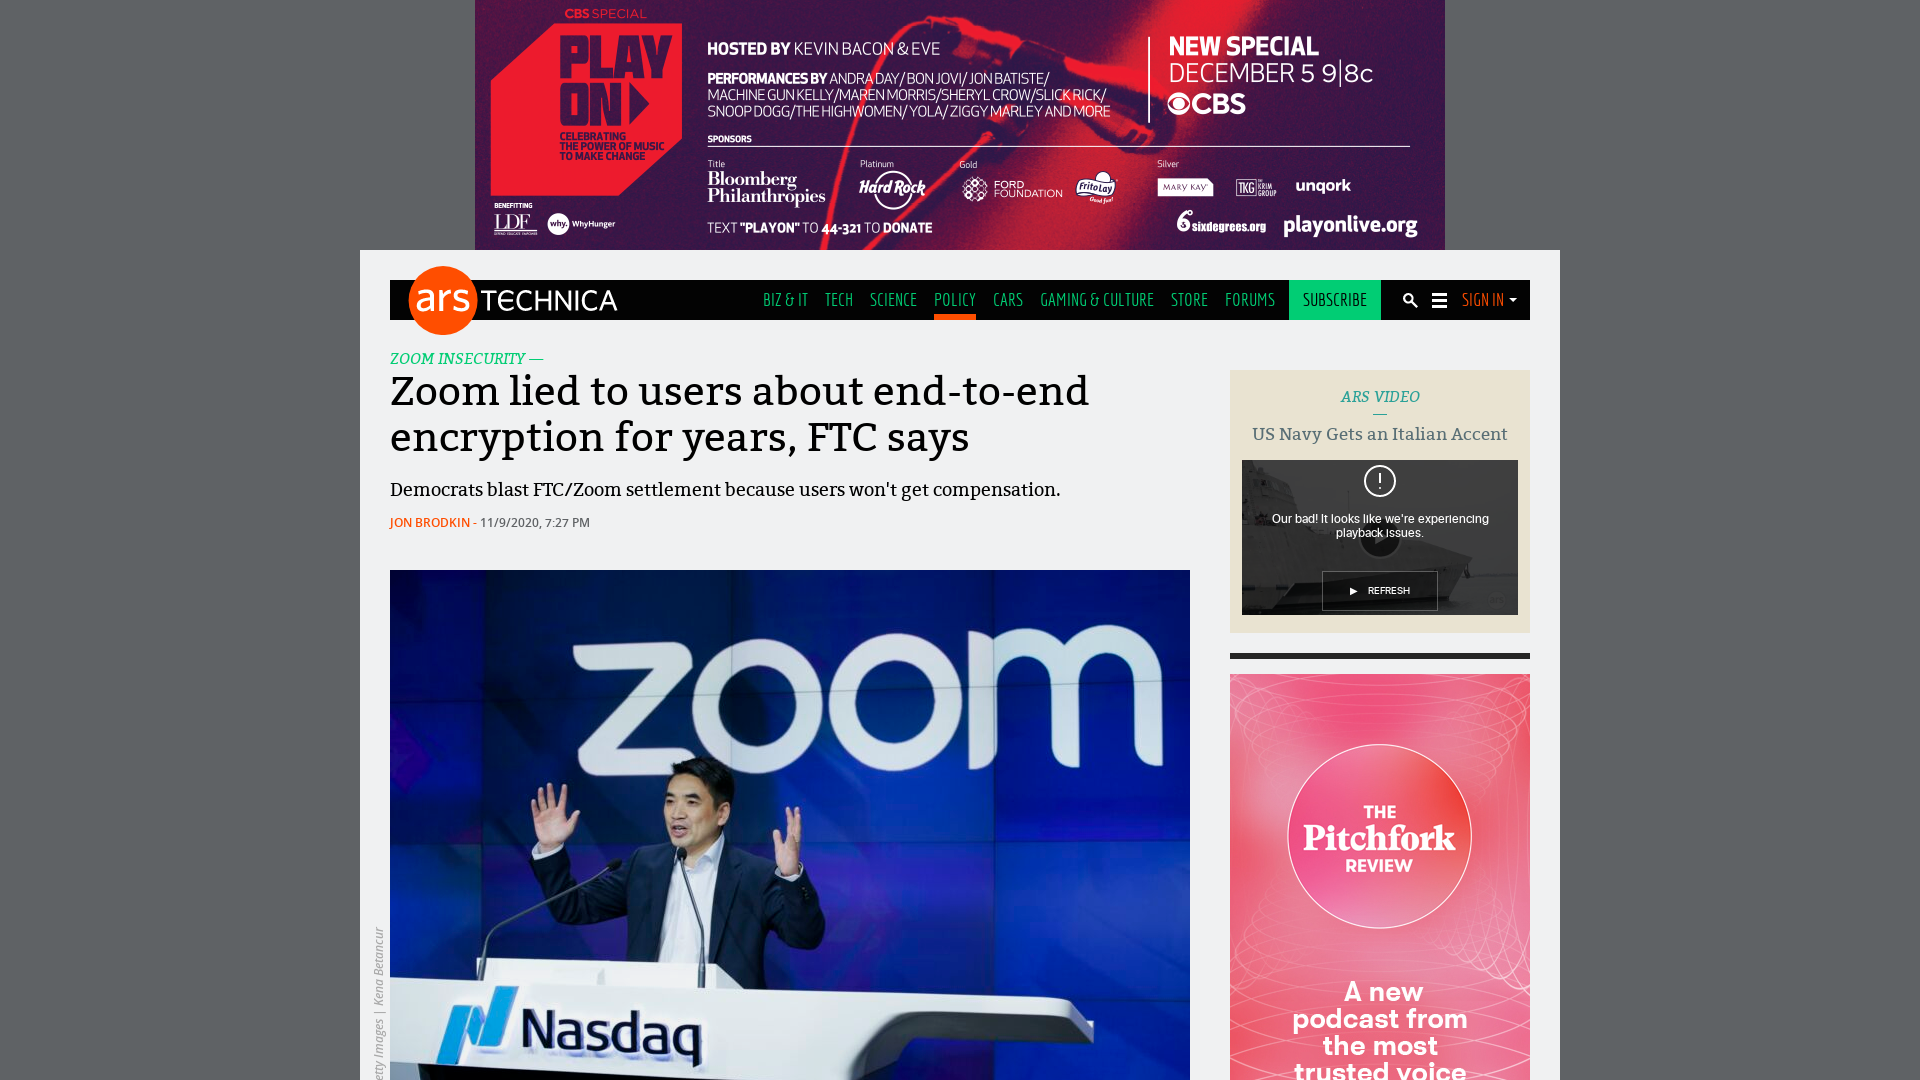 CBS SPECIAL
PLAY
ON
CELEBRATING
THE POWER OF MUSIC
TO MAKE CHANGE
BENEFITTING
LDF
why. WhyHunger
HOSTED BY KEVIN BACON & EVE
PERFORMANCES BY ANDRA DAY/BON JOVI/JON BATISTE/
MACHINE GUN KELLY/MAREN MORRIS/SHERYL CROW/SLICK RICK/
SNOOP DOGG/THE HIGHWOMEN/YOLA/ZIGGY MARLEY AND MORE
NEW SPECIAL
DECEMBER 5 9|8c
CBS
SPONSORS
Title
Bloomberg
Philanthropies
Platinum
Hard Rock
Gold
FORD
FOUNDATION
Frito Lay
Good fun!
Silver
MARY KAY
TKG THE KRIM GROUP
unqork
TEXT "PLAYON" TO 44-321 TO DONATE
6 sixdegrees.org
playonlive.org
ars TECHNICA
BIZ & IT TECH SCIENCE POLICY CARS GAMING & CULTURE STORE FORUMS SUBSCRIBE SIGN IN
ZOOM INSECURITY —
Zoom lied to users about end-to-end
encryption for years, FTC says
Democrats blast FTC/Zoom settlement because users won't get compensation.
JON BRODKIN - 11/9/2020, 7:27 PM
zoom
Nasdaq
etty Images | Kena Betancur
ARS VIDEO
US Navy Gets an Italian Accent
Our bad! It looks like we're experiencing
playback issues.
REFRESH
THE
Pitchfork
REVIEW
A new
podcast from
the most
trusted voice